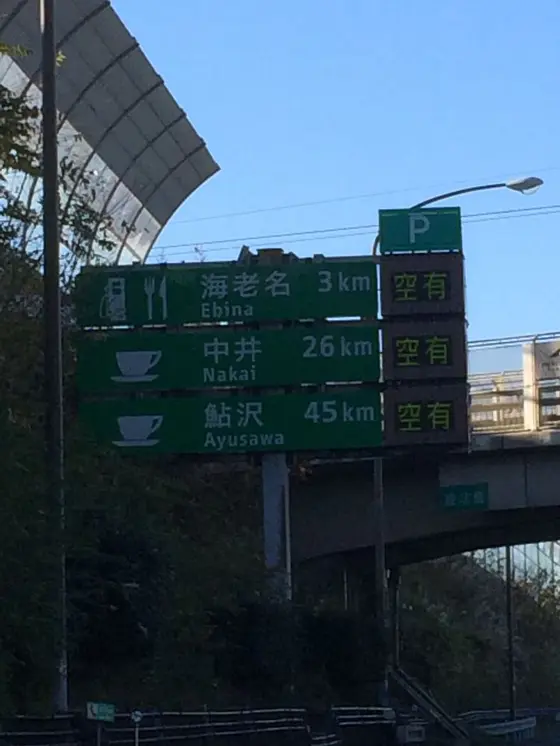 P
海老名 3km 空有
Ebina
中井 26km 空有
Nakai
鮎沢 45km 空有
Ayusawa